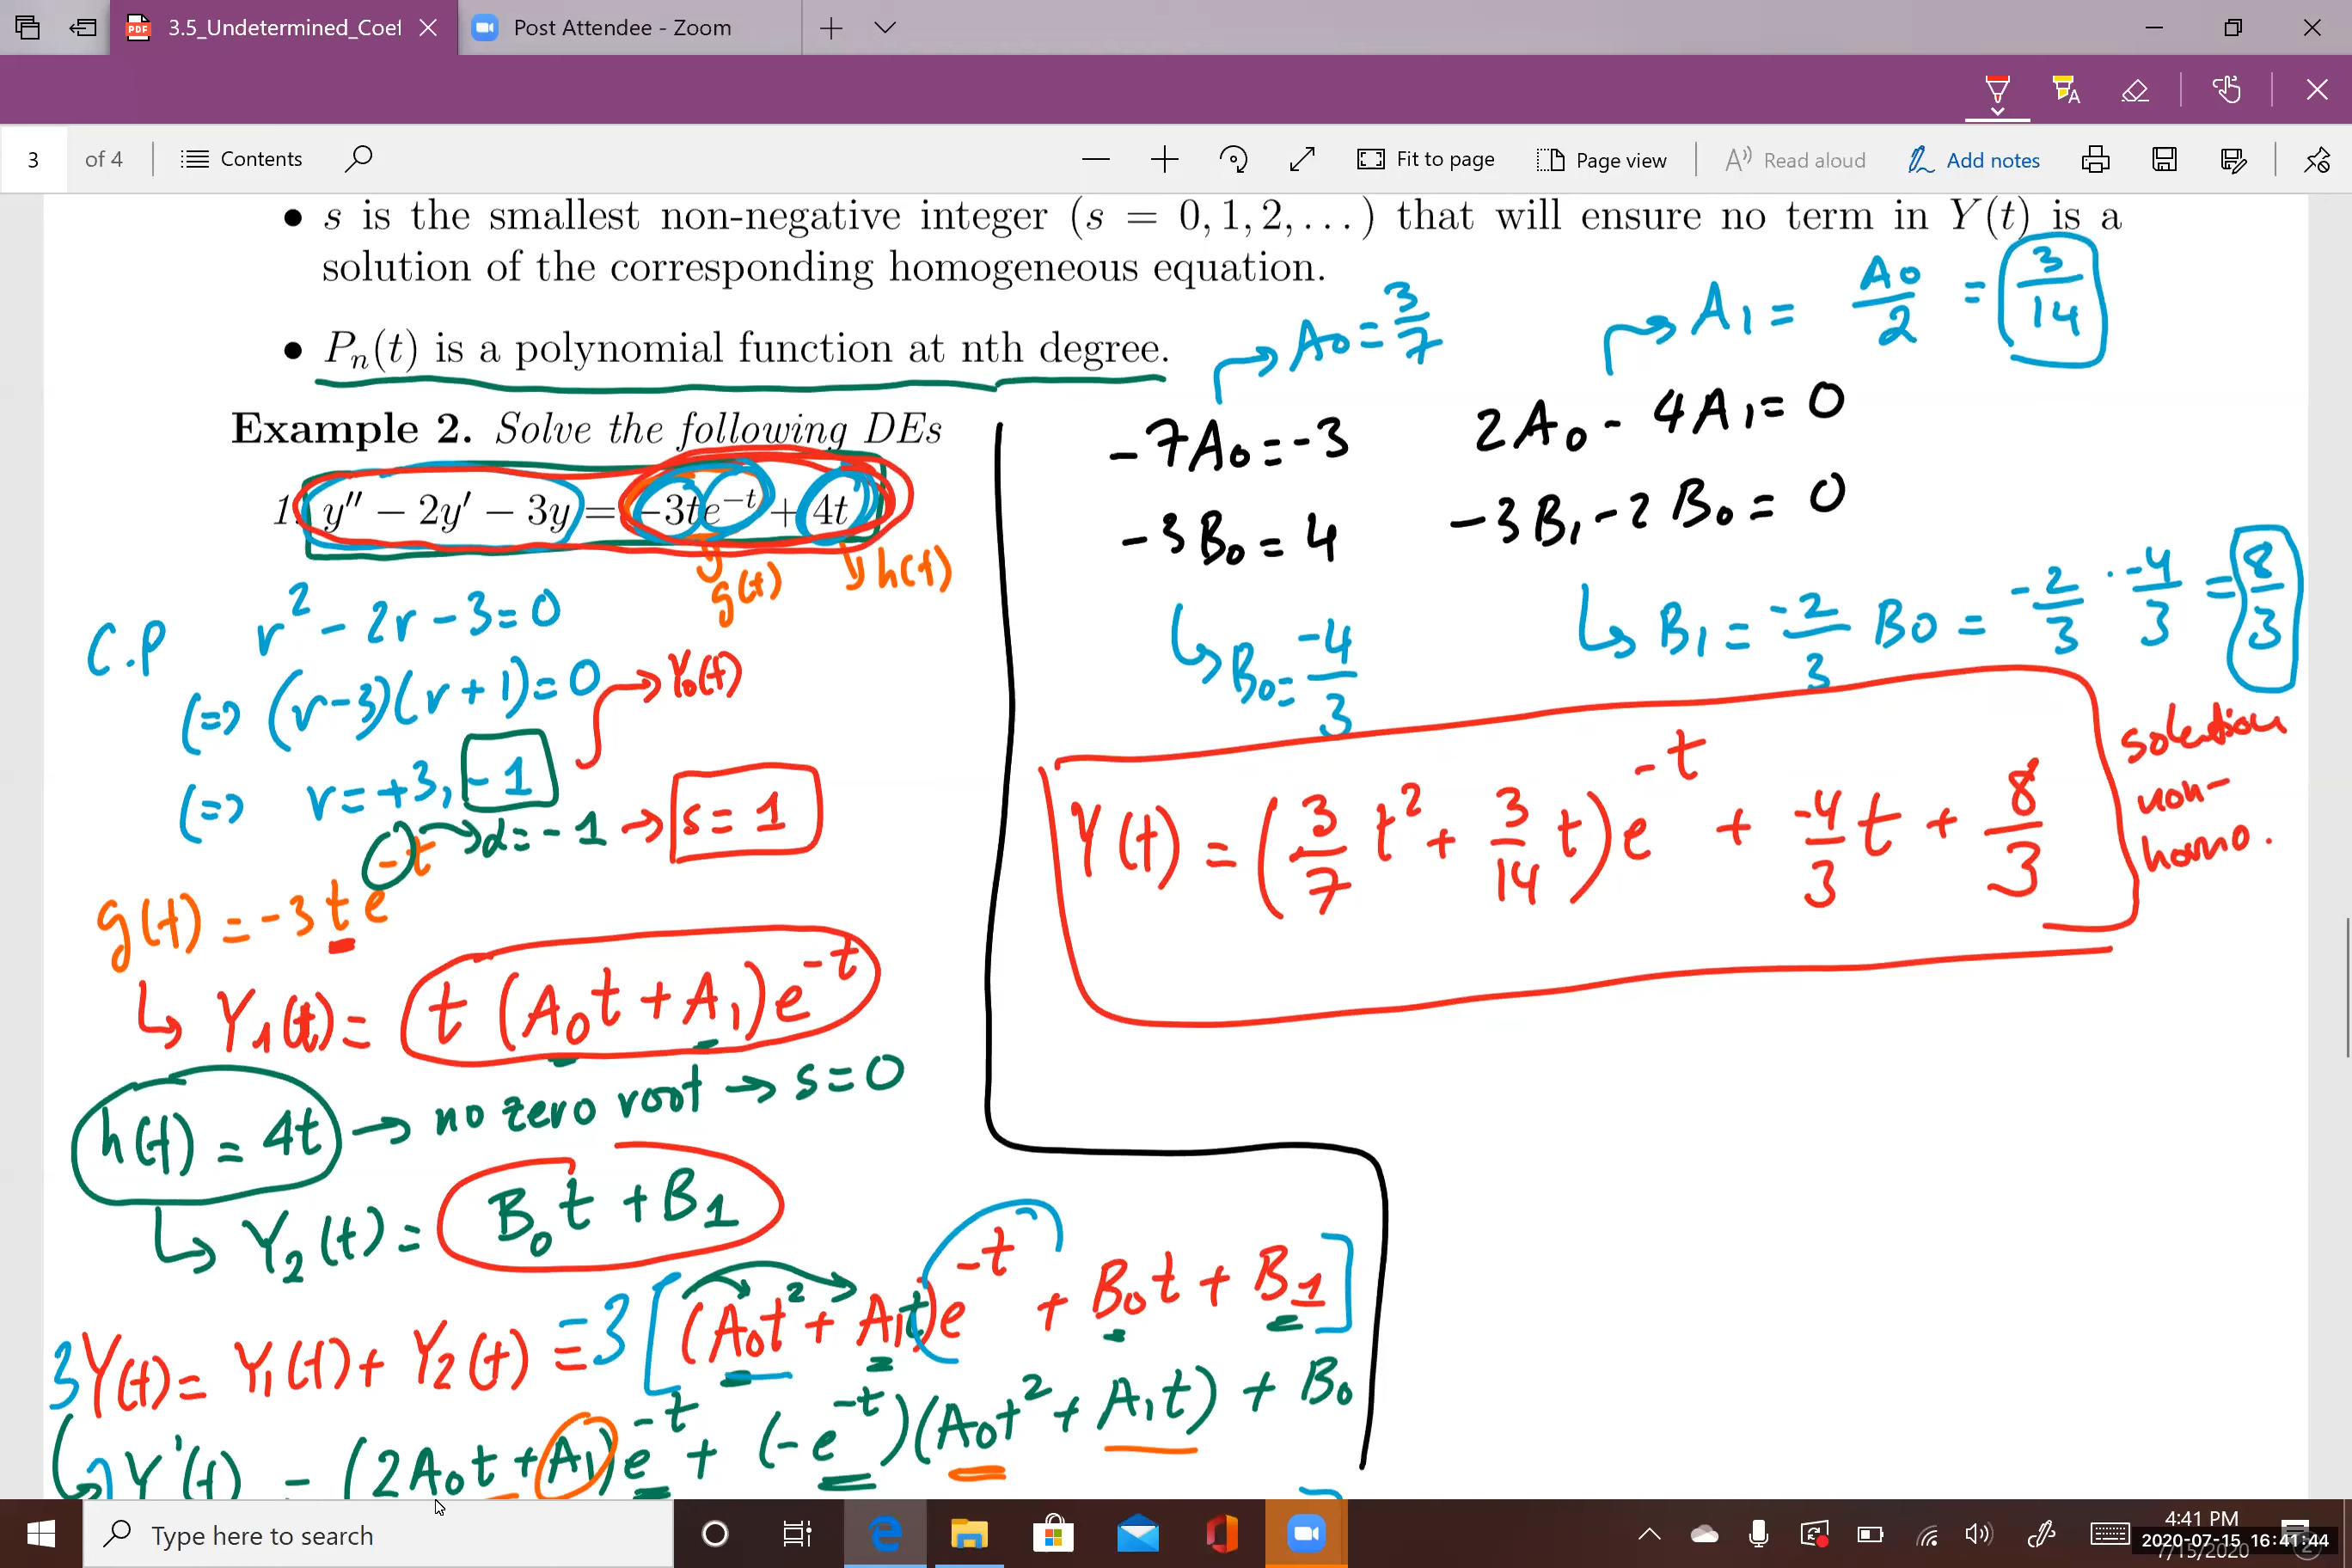 3.5_Undetermined_Coef
Post Attendee - Zoom
3 of 4 Contents Fit to page Page view Read aloud Add notes
• s is the smallest non-negative integer (s = 0, 1, 2, . . . ) that will ensure no term in Y(t) is a
solution of the corresponding homogeneous equation.
• Pn(t) is a polynomial function at nth degree.
Example 2. Solve the following DEs
1. y'' − 2y' − 3y = −3te^−t + 4t
g(t) h(t)
C.P r² - 2r - 3 = 0
(=) (r-3)(r+1) = 0 → Y₀(t)
(=) r = +3, -1
→ α = -1 → s = 1
g(t) = -3te^-t
↳ Y₁(t) = t (A₀t + A₁)e^-t
h(t) = 4t → no zero root → s = 0
↳ Y₂(t) = B₀t + B₁
3Y(t) = Y₁(t) + Y₂(t) = 3[(A₀t² + A₁t)e^-t + B₀t + B₁]
↳ Y'(t) = (2A₀t + A₁)e^-t + (-e^-t)(A₀t² + A₁t) + B₀
→ A₀ = 3/7 → A₁ = A₀/2 = 3/14
-7A₀ = -3 2A₀ - 4A₁ = 0
-3B₀ = 4 -3B₁ - 2B₀ = 0
↳ B₀ = -4/3 ↳ B₁ = -2/3 B₀ = -2/3 · -4/3 = 8/3
Y(t) = (3/7 t² + 3/14 t)e^-t + -4/3 t + 8/3
solution
non-
homo.
Type here to search
4:41 PM
2020-07-15 16:41:44